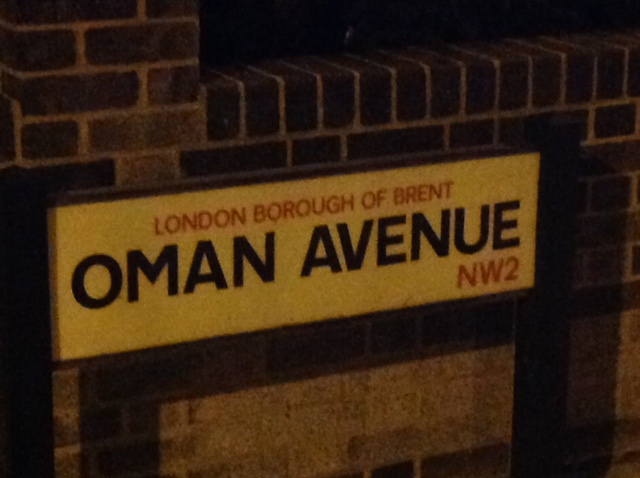 LONDON BOROUGH OF BRENT
OMAN AVENUE
NW2